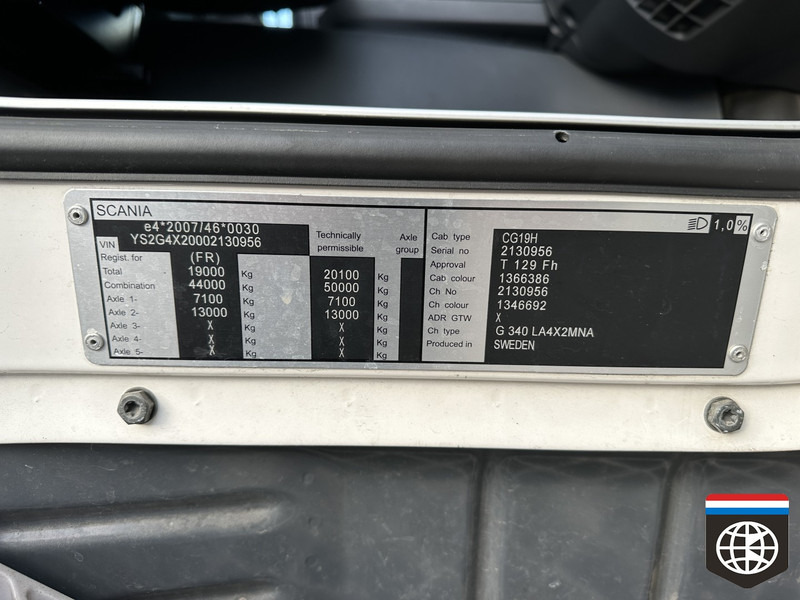 SCANIA
e4*2007/46*0030
VIN YS2G4X20002130956
Technically permissible
Axle group
Regist. for (FR)
Total 19000 Kg 20100 Kg
Combination 44000 Kg 50000 Kg
Axle 1- 7100 Kg 7100 Kg
Axle 2- 13000 Kg 13000 Kg
Axle 3- X Kg X Kg
Axle 4- X Kg X Kg
Axle 5- X Kg X Kg
1,0%
Cab type CG19H
Serial no 2130956
Approval T 129 Fh
Cab colour 1366386
Ch No 2130956
Ch colour 1346692
ADR GTW X
Ch type G 340 LA4X2MNA
Produced in SWEDEN